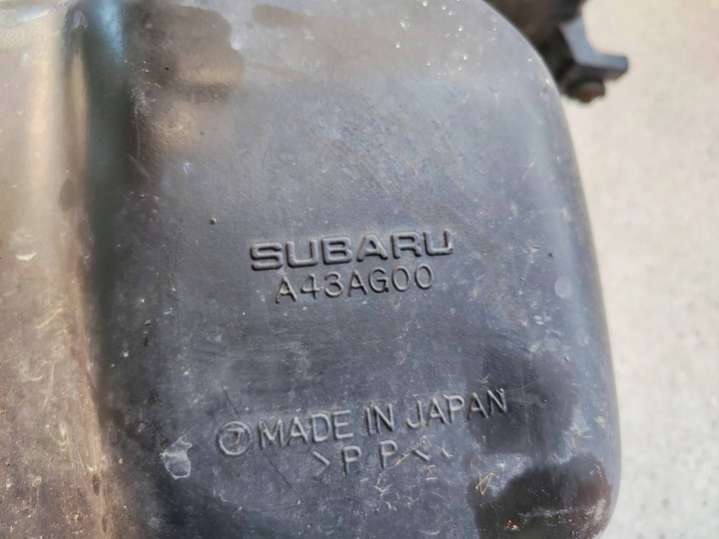 SUBARU
A43AG00
MADE IN JAPAN
>PP<